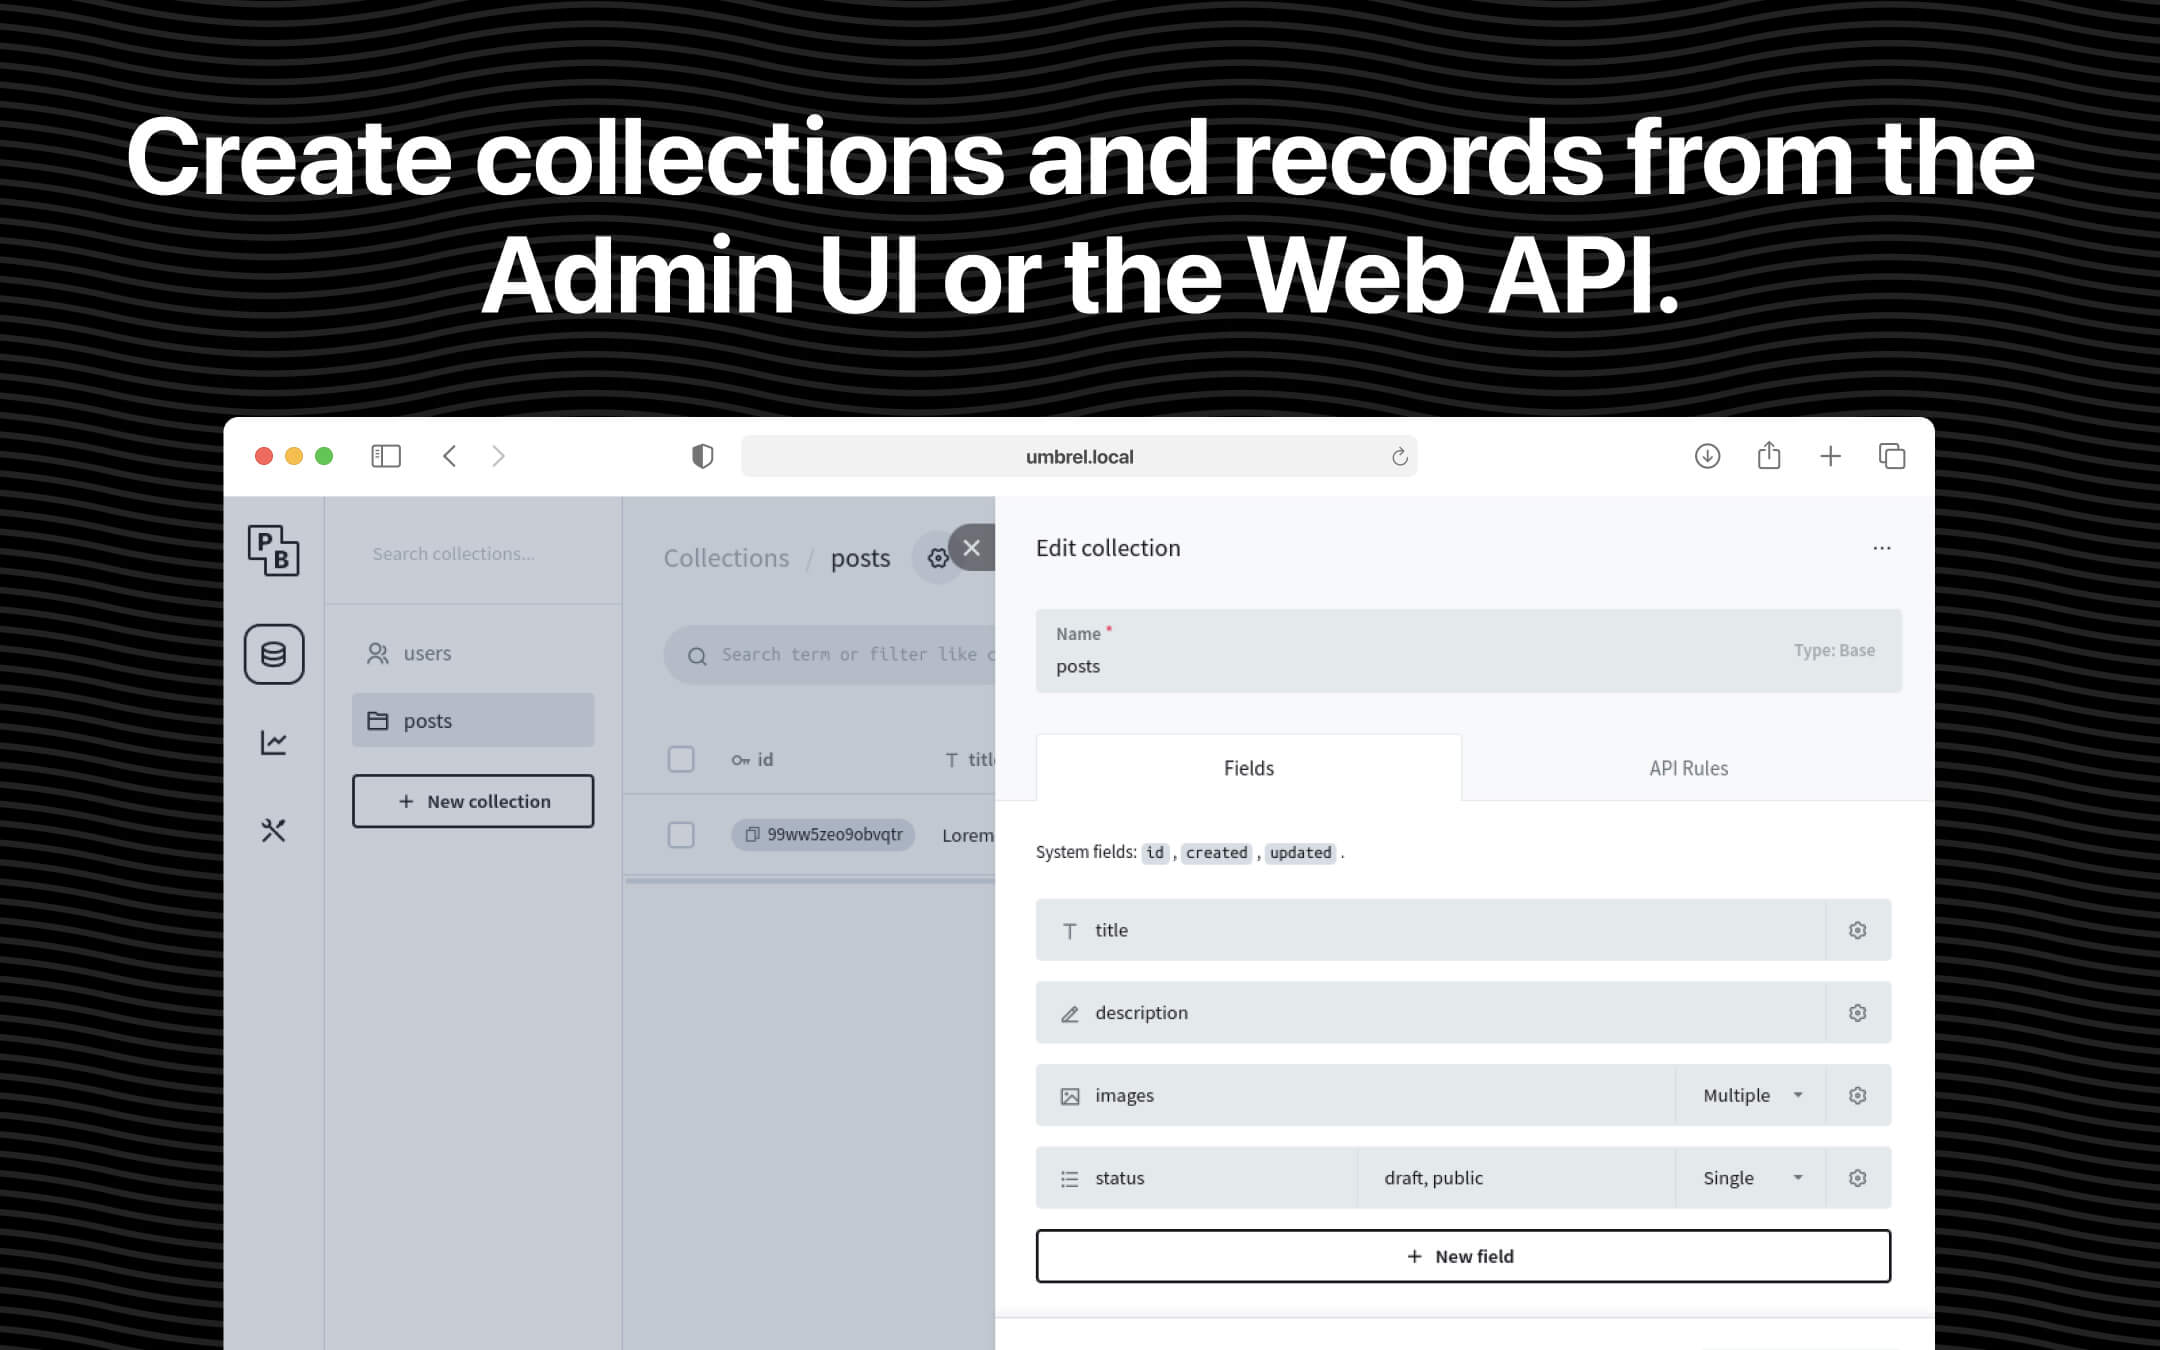 Create collections and records from the
Admin UI or the Web API.
umbrel.local
PB
Search collections...
users
posts
+ New collection
Collections / posts
Search term or filter like
id
99ww5zeo9obvqtr
Lorem
Edit collection
...
Name *
posts
Type: Base
Fields
API Rules
System fields: id , created , updated .
title
description
images
Multiple
status
draft, public
Single
+ New field